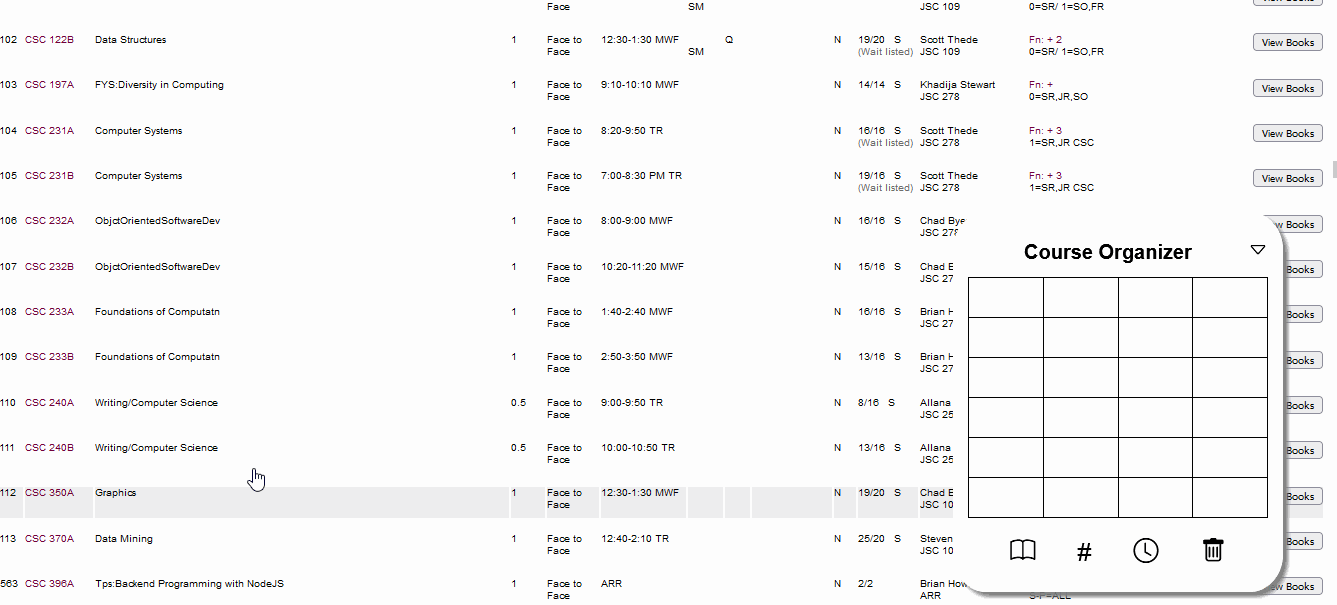 Face SM JSC 109 0=SR/ 1=SO,FR
102 CSC 122B Data Structures 1 Face to 12:30-1:30 MWF Q N 19/20 S Scott Thede Fn: + 2 View Books
Face SM (Wait listed) JSC 109 0=SR/ 1=SO,FR
103 CSC 197A FYS:Diversity in Computing 1 Face to 9:10-10:10 MWF N 14/14 S Khadija Stewart Fn: + View Books
Face JSC 278 0=SR,JR,SO
104 CSC 231A Computer Systems 1 Face to 8:20-9:50 TR N 16/16 S Scott Thede Fn: + 3 View Books
Face (Wait listed) JSC 278 1=SR,JR CSC
105 CSC 231B Computer Systems 1 Face to 7:00-8:30 PM TR N 19/16 S Scott Thede Fn: + 3 View Books
Face (Wait listed) JSC 278 1=SR,JR CSC
106 CSC 232A ObjctOrientedSoftwareDev 1 Face to 8:00-9:00 MWF N 16/16 S Chad Bye Books
Face JSC 278
Course Organizer
107 CSC 232B ObjctOrientedSoftwareDev 1 Face to 10:20-11:20 MWF N 15/16 S Chad Books
Face JSC 27
108 CSC 233A Foundations of Computatn 1 Face to 1:40-2:40 MWF N 16/16 S Brian Books
Face JSC 27
109 CSC 233B Foundations of Computatn 1 Face to 2:50-3:50 MWF N 13/16 S Brian Books
Face JSC 27
110 CSC 240A Writing/Computer Science 0.5 Face to 9:00-9:50 TR N 8/16 S Allana Books
Face JSC 25
111 CSC 240B Writing/Computer Science 0.5 Face to 10:00-10:50 TR N 13/16 S Allana Books
Face JSC 25
112 CSC 350A Graphics 1 Face to 12:30-1:30 MWF N 19/20 S Chad Books
Face JSC 10
113 CSC 370A Data Mining 1 Face to 12:40-2:10 TR N 25/20 S Steven Books
Face JSC 10
#
563 CSC 396A Tps:Backend Programming with NodeJS 1 Face to ARR N 2/2 Brian How Books
Face ARR